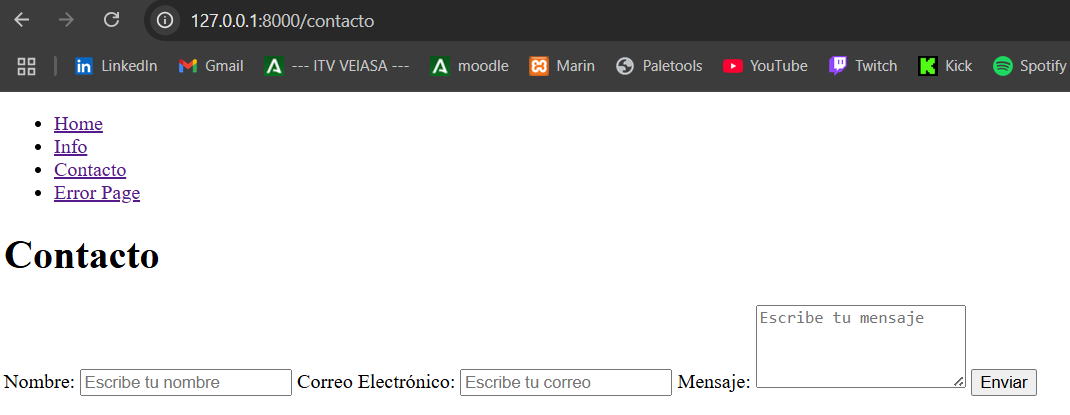 127.0.0.1:8000/contacto
LinkedIn Gmail --- ITV VEIASA --- moodle Marin Paletools YouTube Twitch Kick Spotify
Home
Info
Contacto
Error Page
Contacto
Nombre: Escribe tu nombre Correo Electrónico: Escribe tu correo Mensaje: Escribe tu mensaje Enviar